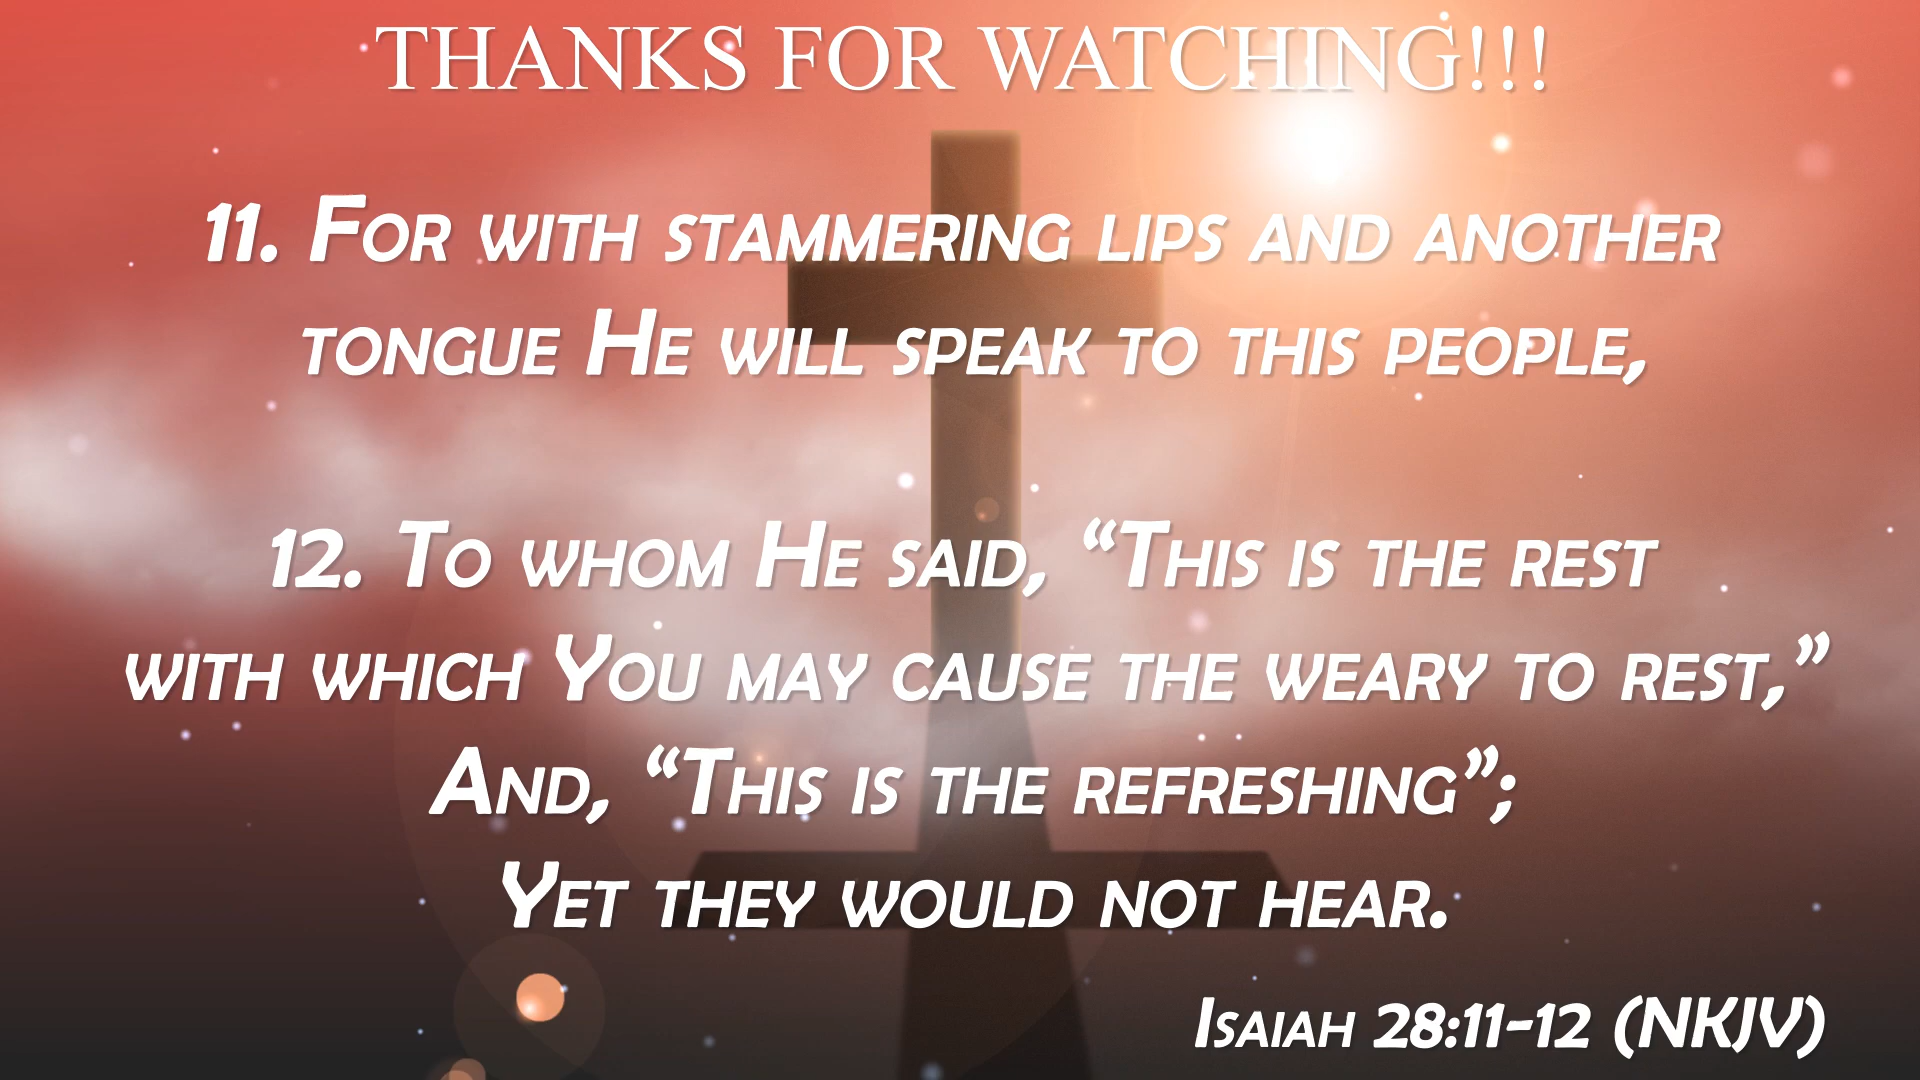 THANKS FOR WATCHING!!!
11. For with stammering lips and another
tongue He will speak to this people,
12. To whom He said, “This is the rest
with which You may cause the weary to rest,”
And, “This is the refreshing”;
Yet they would not hear.
Isaiah 28:11-12 (NKJV)